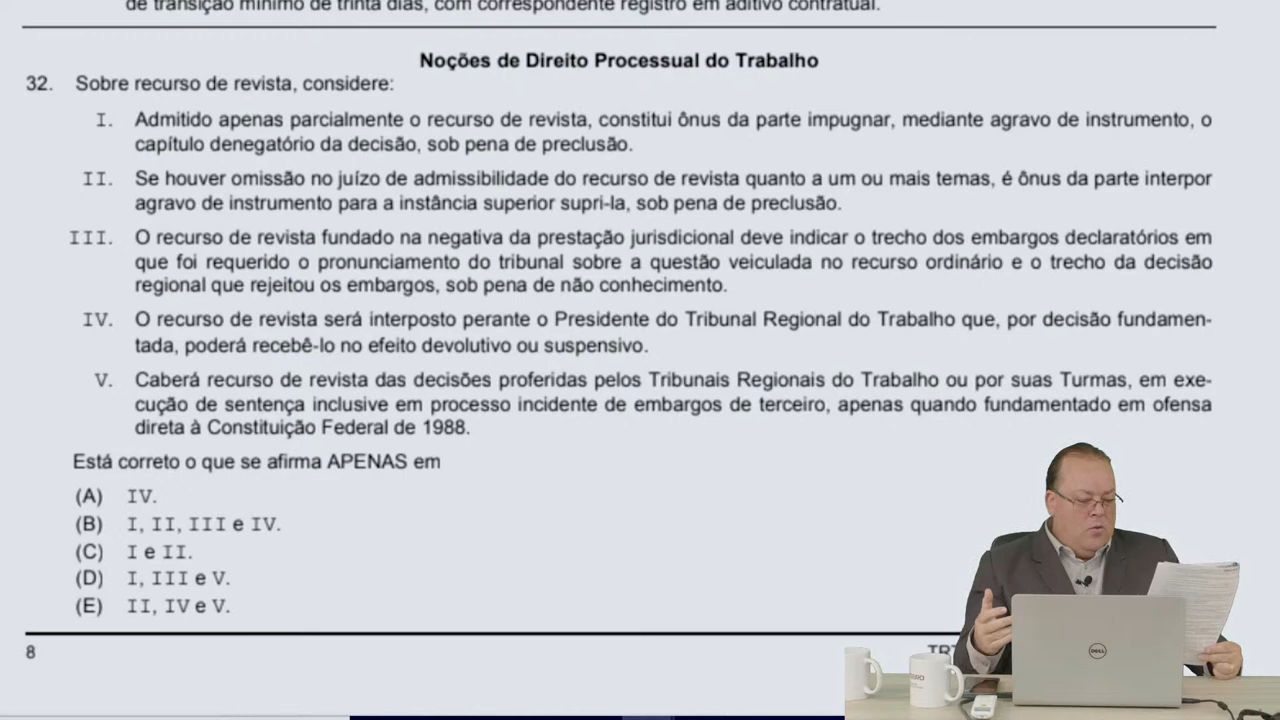 de transição mínimo de trinta dias, com correspondente registro em aditivo contratual.
Noções de Direito Processual do Trabalho
32. Sobre recurso de revista, considere:
I. Admitido apenas parcialmente o recurso de revista, constitui ônus da parte impugnar, mediante agravo de instrumento, o
capítulo denegatório da decisão, sob pena de preclusão.
II. Se houver omissão no juízo de admissibilidade do recurso de revista quanto a um ou mais temas, é ônus da parte interpor
agravo de instrumento para a instância superior supri-la, sob pena de preclusão.
III. O recurso de revista fundado na negativa da prestação jurisdicional deve indicar o trecho dos embargos declaratórios em
que foi requerido o pronunciamento do tribunal sobre a questão veiculada no recurso ordinário e o trecho da decisão
regional que rejeitou os embargos, sob pena de não conhecimento.
IV. O recurso de revista será interposto perante o Presidente do Tribunal Regional do Trabalho que, por decisão fundamen-
tada, poderá recebê-lo no efeito devolutivo ou suspensivo.
V. Caberá recurso de revista das decisões proferidas pelos Tribunais Regionais do Trabalho ou por suas Turmas, em exe-
cução de sentença inclusive em processo incidente de embargos de terceiro, apenas quando fundamentado em ofensa
direta à Constituição Federal de 1988.
Está correto o que se afirma APENAS em
(A) IV.
(B) I, II, III e IV.
(C) I e II.
(D) I, III e V.
(E) II, IV e V.
8
DELL